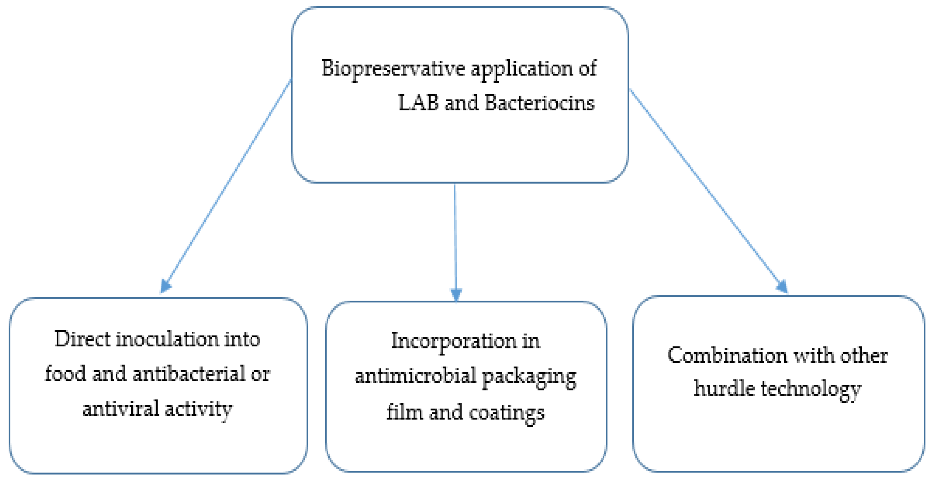 Biopreservative application of
LAB and Bacteriocins
Direct inoculation into
food and antibacterial or
antiviral activity
Incorporation in
antimicrobial packaging
film and coatings
Combination with other
hurdle technology